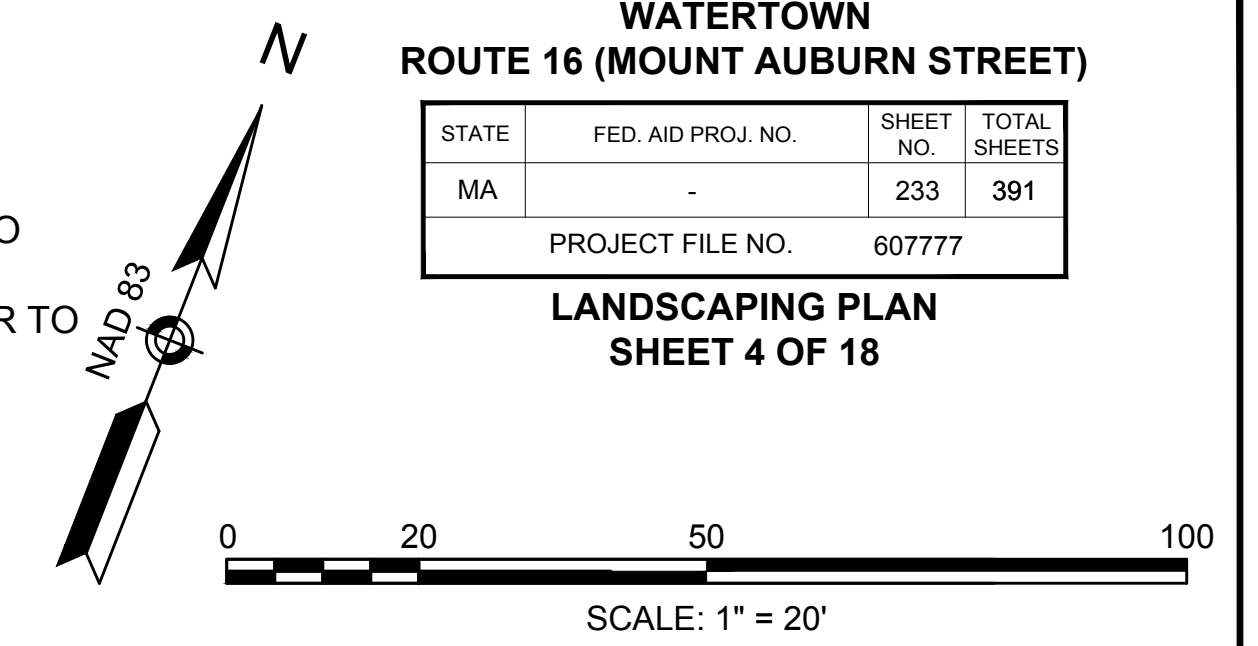 WATERTOWN
ROUTE 16 (MOUNT AUBURN STREET)
N
STATE FED. AID PROJ. NO. SHEET NO. TOTAL SHEETS
MA - 233 391
PROJECT FILE NO. 607777
O
R TO
NAD 83
LANDSCAPING PLAN
SHEET 4 OF 18
0 20 50 100
SCALE: 1" = 20'